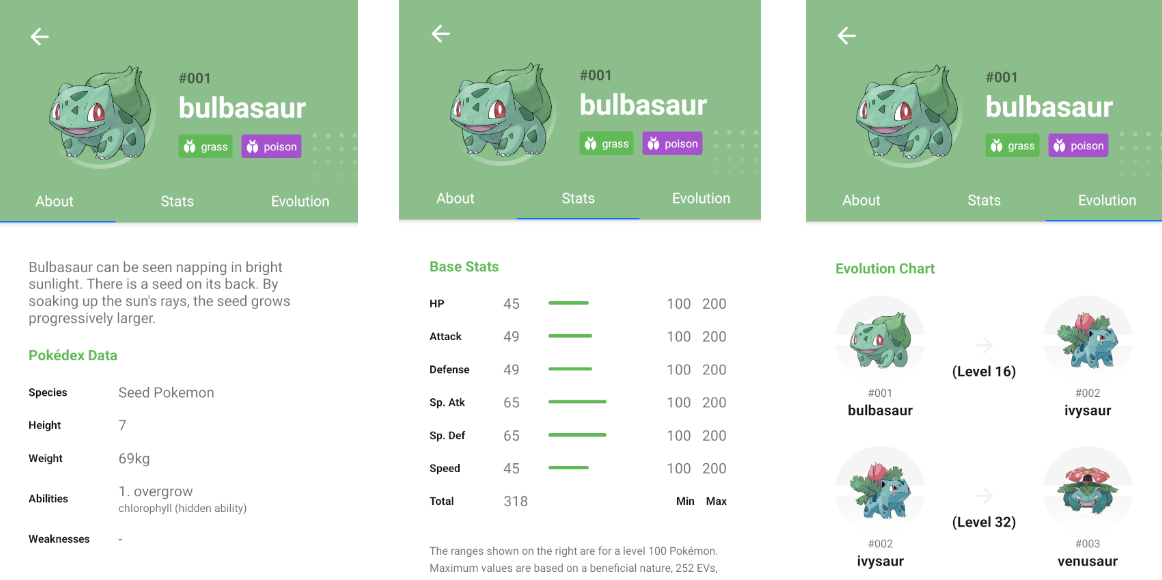 #001
bulbasaur
grass poison
About Stats Evolution
Bulbasaur can be seen napping in bright
sunlight. There is a seed on its back. By
soaking up the sun's rays, the seed grows
progressively larger.
Pokédex Data
Species Seed Pokemon
Height 7
Weight 69kg
Abilities 1. overgrow
chlorophyll (hidden ability)
Weaknesses -
#001
bulbasaur
grass poison
About Stats Evolution
Base Stats
HP 45 100 200
Attack 49 100 200
Defense 49 100 200
Sp. Atk 65 100 200
Sp. Def 65 100 200
Speed 45 100 200
Total 318 Min Max
The ranges shown on the right are for a level 100 Pokémon.
Maximum values are based on a beneficial nature, 252 EVs,
#001
bulbasaur
grass poison
About Stats Evolution
Evolution Chart
(Level 16)
#001 #002
bulbasaur ivysaur
(Level 32)
#002 #003
ivysaur venusaur